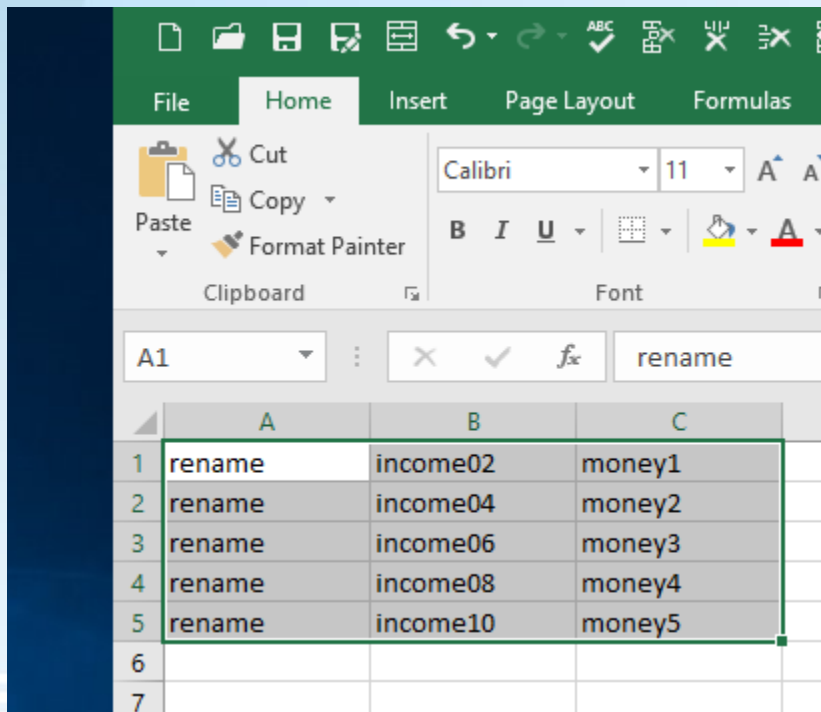 ABC
File Home Insert Page Layout Formulas
Cut
Copy
Paste
Format Painter
Calibri 11 A A
B I U A
Clipboard Font
A1 fx rename
A B C
1 rename income02 money1
2 rename income04 money2
3 rename income06 money3
4 rename income08 money4
5 rename income10 money5
6
7